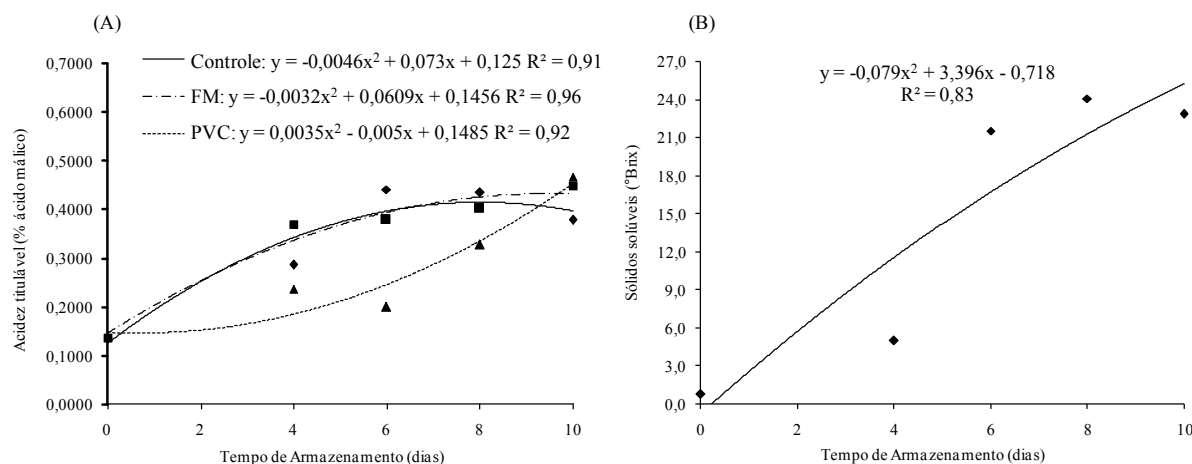 (A)
Controle: y = -0,0046x² + 0,073x + 0,125 R² = 0,91
FM: y = -0,0032x² + 0,0609x + 0,1456 R² = 0,96
PVC: y = 0,0035x² - 0,005x + 0,1485 R² = 0,92
Acidez titulável (% ácido málico)
0,7000
0,6000
0,5000
0,4000
0,3000
0,2000
0,1000
0,0000
0 2 4 6 8 10
Tempo de Armazenamento (dias)
(B)
y = -0,079x² + 3,396x - 0,718
R² = 0,83
Sólidos solúveis (°Brix)
27,0
24,0
21,0
18,0
15,0
12,0
9,0
6,0
3,0
0,0
0 2 4 6 8 10
Tempo de Armazenamento (dias)